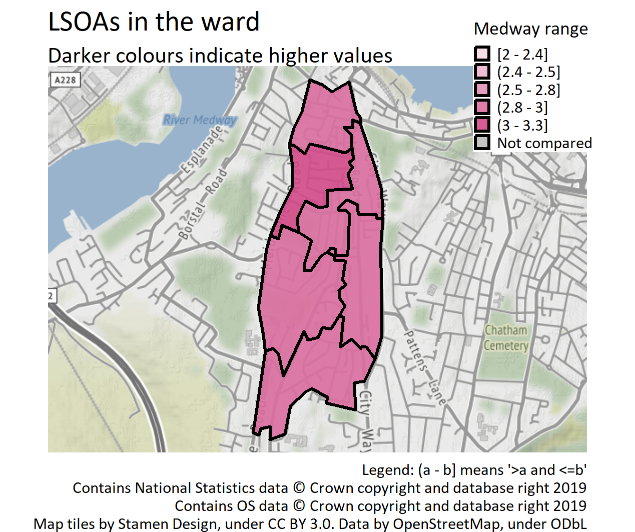 LSOAs in the ward
Darker colours indicate higher values
Medway range
[2 - 2.4]
(2.4 - 2.5]
(2.5 - 2.8]
(2.8 - 3]
(3 - 3.3]
Not compared
A228
River Medway
Esplanade
Borstal - Road
2
Chatham
Cemetery
Pattens - Lane
City - Way
Legend: (a - b] means '>a and <=b'
Contains National Statistics data © Crown copyright and database right 2019
Contains OS data © Crown copyright and database right 2019
Map tiles by Stamen Design, under CC BY 3.0. Data by OpenStreetMap, under ODbL